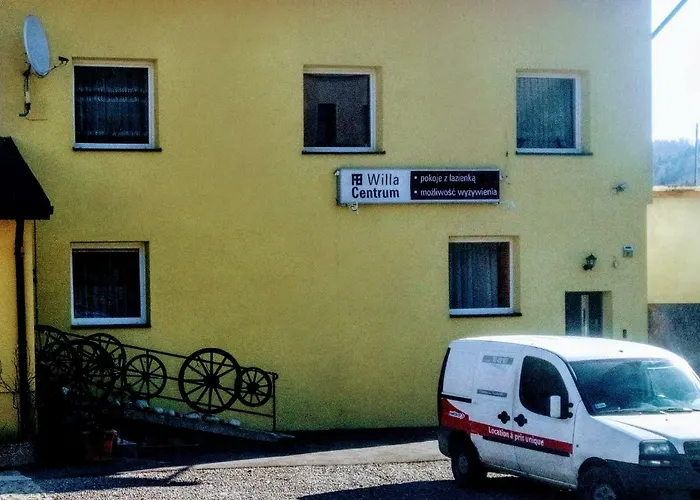 Willa
Centrum
• pokoje z łazienką
• możliwość wyżywienia
Location à prix unique